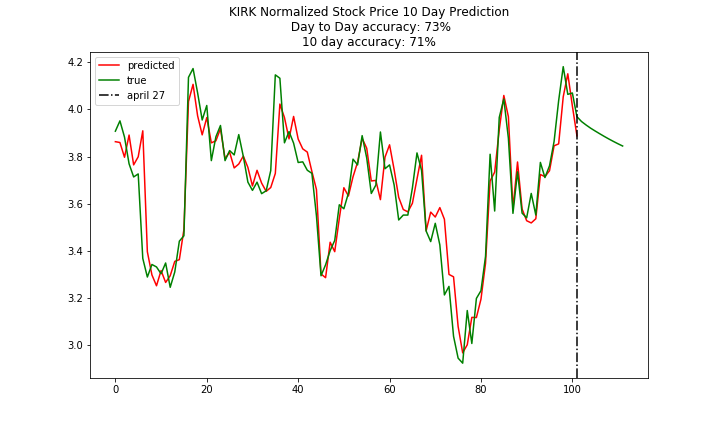 KIRK Normalized Stock Price 10 Day Prediction
Day to Day accuracy: 73%
10 day accuracy: 71%
predicted
true
april 27
4.2
4.0
3.8
3.6
3.4
3.2
3.0
0 20 40 60 80 100